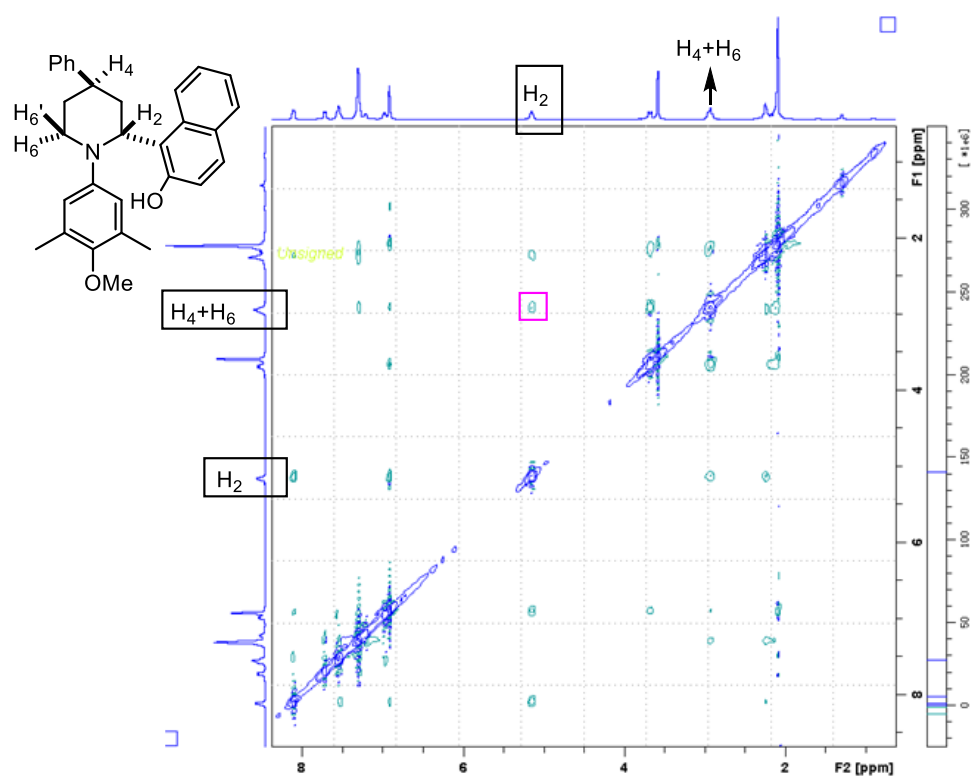 H₄+H₆
Ph
H₄
H₂
H₆'
H₂
H₆
N
HO
OMe
Unsigned
H₄+H₆
H₂
F1 [ppm]
2
4
6
8
[ *1e6]
300
250
200
150
100
50
0
8
6
4
2
F2 [ppm]